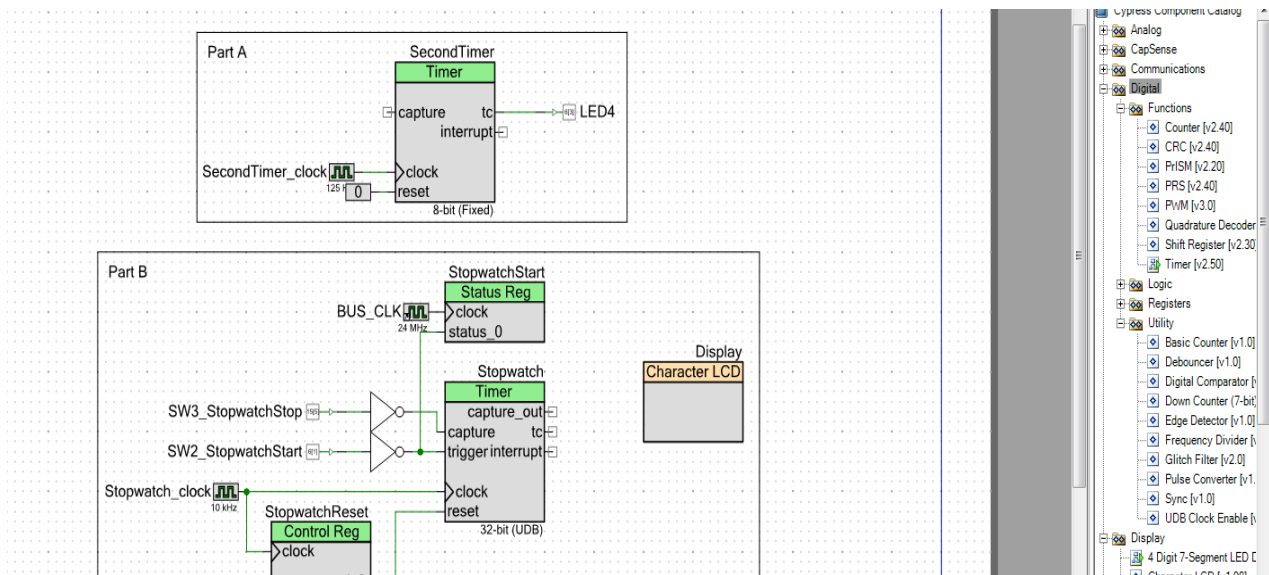 Part A
SecondTimer
Timer
capture tc
interrupt
LED4
SecondTimer_clock
clock
125
0
reset
8-bit (Fixed)
Part B
StopwatchStart
Status Reg
BUS_CLK
clock
24 MHz
status_0
Display
Character LCD
Stopwatch
Timer
capture_out
SW3_StopwatchStop
capture tc
SW2_StopwatchStart
trigger interrupt
Stopwatch_clock
10 kHz
clock
reset
32-bit (UDB)
StopwatchReset
Control Reg
clock
Cypress Component Catalog
Analog
CapSense
Communications
Digital
Functions
Counter [v2.40]
CRC [v2.40]
PrISM [v2.20]
PRS [v2.40]
PWM [v3.0]
Quadrature Decoder
Shift Register [v2.30]
Timer [v2.50]
Logic
Registers
Utility
Basic Counter [v1.0]
Debouncer [v1.0]
Digital Comparator [v
Down Counter (7-bit)
Edge Detector [v1.0]
Frequency Divider [v
Glitch Filter [v2.0]
Pulse Converter [v1.
Sync [v1.0]
UDB Clock Enable [v
Display
4 Digit 7-Segment LED D